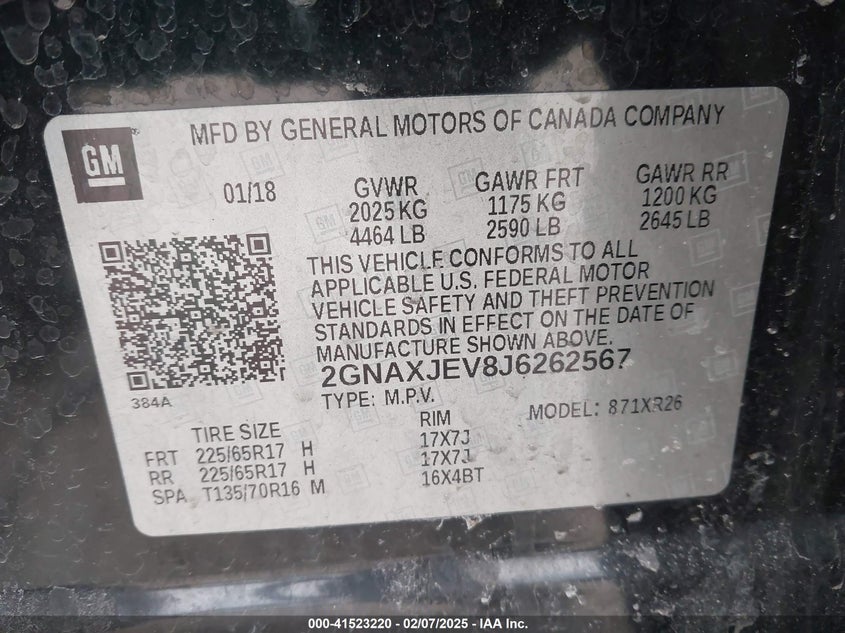 GM
MFD BY GENERAL MOTORS OF CANADA COMPANY
01/18
GVWR
2025 KG
4464 LB
GAWR FRT
1175 KG
2590 LB
GAWR RR
1200 KG
2645 LB
THIS VEHICLE CONFORMS TO ALL
APPLICABLE U.S. FEDERAL MOTOR
VEHICLE SAFETY AND THEFT PREVENTION
STANDARDS IN EFFECT ON THE DATE OF
MANUFACTURE SHOWN ABOVE.
2GNAXJEV8J6262567
384A
TYPE: M.P.V.
MODEL: 871XR26
TIRE SIZE RIM
FRT 225/65R17 H 17X7J
RR 225/65R17 H 17X7J
SPA T135/70R16 M 16X4BT
000-41523220 - 02/07/2025 - IAA Inc.